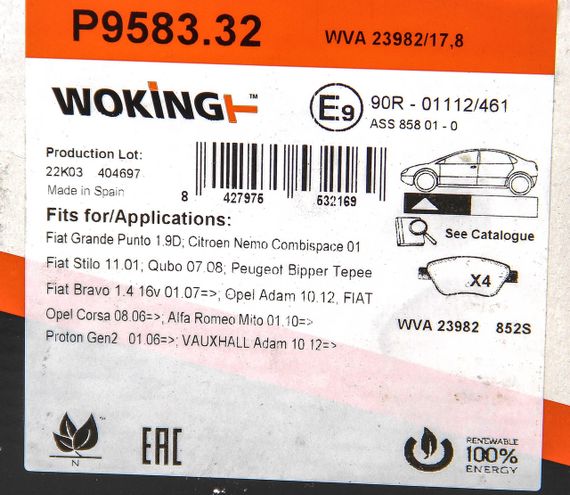 P9583.32
WVA 23982/17,8
WOKING™
E9
90R - 01112/461
ASS 858 01 - 0
Production Lot:
22K03 404697
Made in Spain
8 427975 532169
Fits for/Applications:
Fiat Grande Punto 1.9D; Citroen Nemo Combispace 01
Fiat Stilo 11.01; Qubo 07.08; Peugeot Bipper Tepee
Fiat Bravo 1.4 16v 01.07=>; Opel Adam 10.12, FIAT
Opel Corsa 08.06=>; Alfa Romeo Mito 01.10=>
Proton Gen2 01.06=>; VAUXHALL Adam 10 12=>
See Catalogue
X4
WVA 23982 852S
N
EAC
RENEWABLE
100%
ENERGY